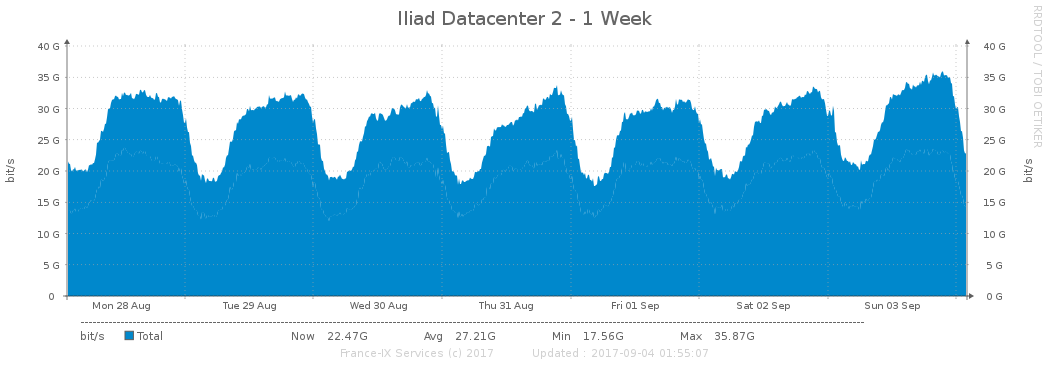 Iliad Datacenter 2 - 1 Week
RRDTOOL / TOBI OETIKER
40 G 40 G
35 G 35 G
30 G 30 G
25 G 25 G
20 G 20 G
15 G 15 G
10 G 10 G
5 G 5 G
0 0 G
bit/s
bit/s
Mon 28 Aug Tue 29 Aug Wed 30 Aug Thu 31 Aug Fri 01 Sep Sat 02 Sep Sun 03 Sep
bit/s Total Now 22.47G Avg 27.21G Min 17.56G Max 35.87G
France-IX Services (c) 2017 Updated : 2017-09-04 01:55:07